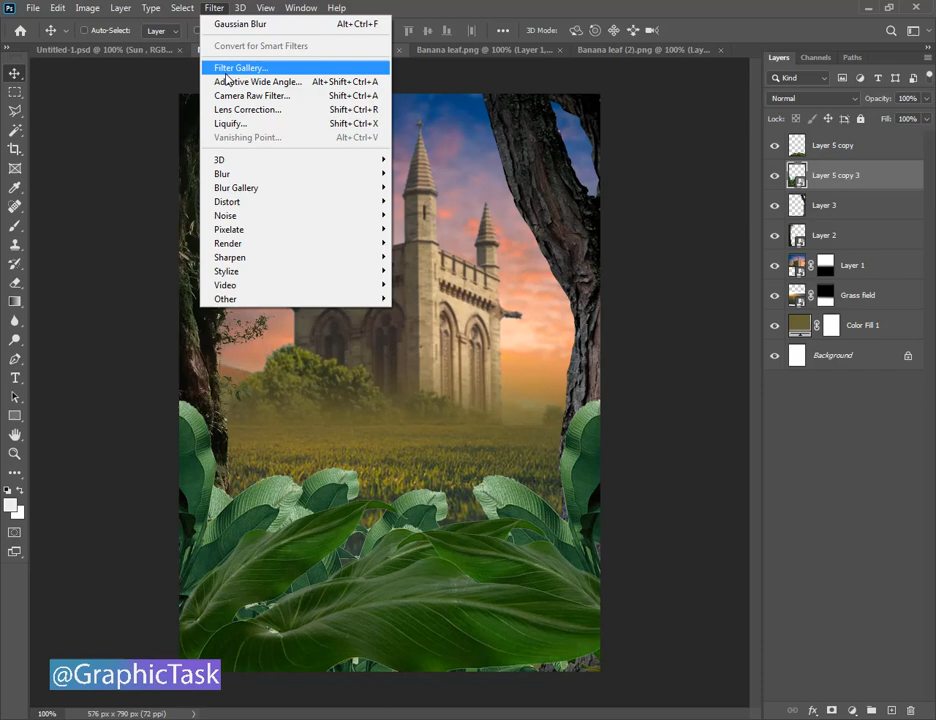 Ps File Edit Image Layer Type Select Filter 3D View Window Help
Gaussian Blur Alt+Ctrl+F
Convert for Smart Filters
Filter Gallery...
Adaptive Wide Angle... Alt+Shift+Ctrl+A
Camera Raw Filter... Shift+Ctrl+A
Lens Correction... Shift+Ctrl+R
Liquify... Shift+Ctrl+X
Vanishing Point... Alt+Ctrl+V
3D
Blur
Blur Gallery
Distort
Noise
Pixelate
Render
Sharpen
Stylize
Video
Other
Auto-Select: Layer
3D Mode:
Untitled-1.psd @ 100% (Sun , RGB...
Banana leaf.png @ 100% (Layer 1,...
Banana leaf (2).png @ 100% (Lay...
Layers Channels Paths
Kind
Normal Opacity: 100%
Lock: Fill: 100%
Layer 5 copy
Layer 5 copy 3
Layer 3
Layer 2
Layer 1
Grass field
Color Fill 1
Background
@GraphicTask
100% 576 px x 790 px (72 ppi)